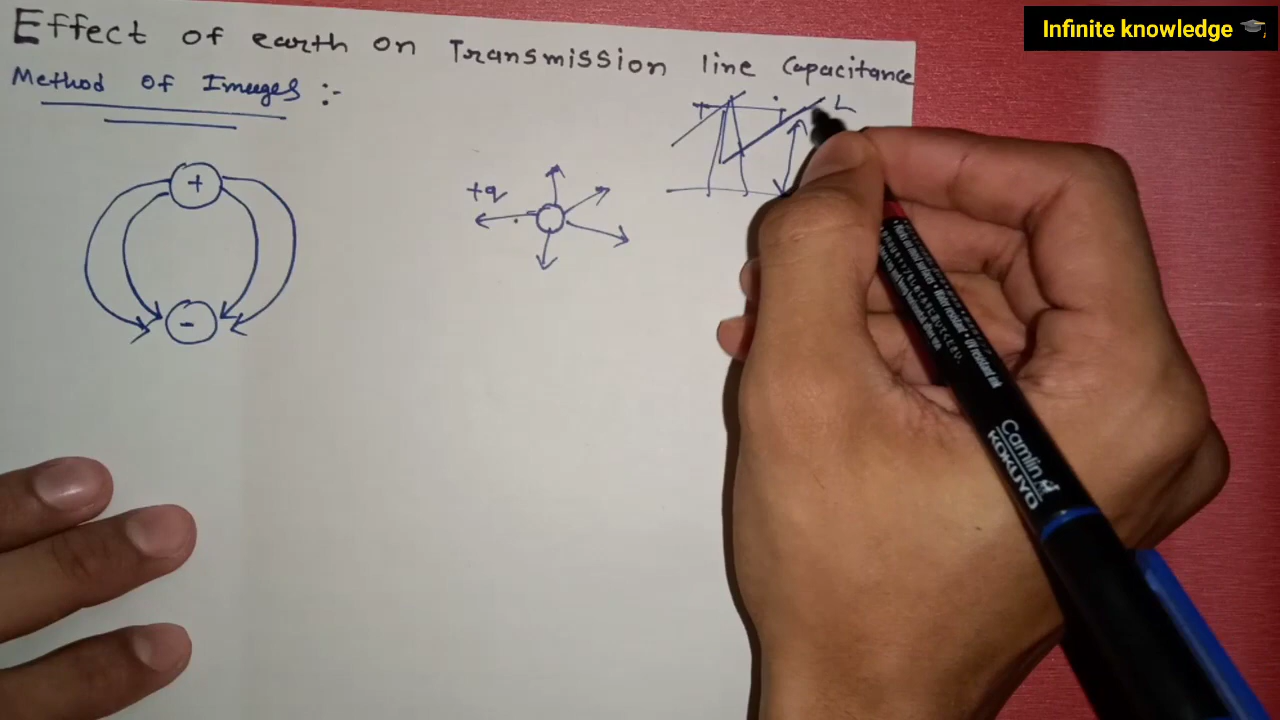 Infinite knowledge
Effect of earth on Transmission line Capacitance
Method of Images :-
+
-
+q
L
Camlin
KOKUYO